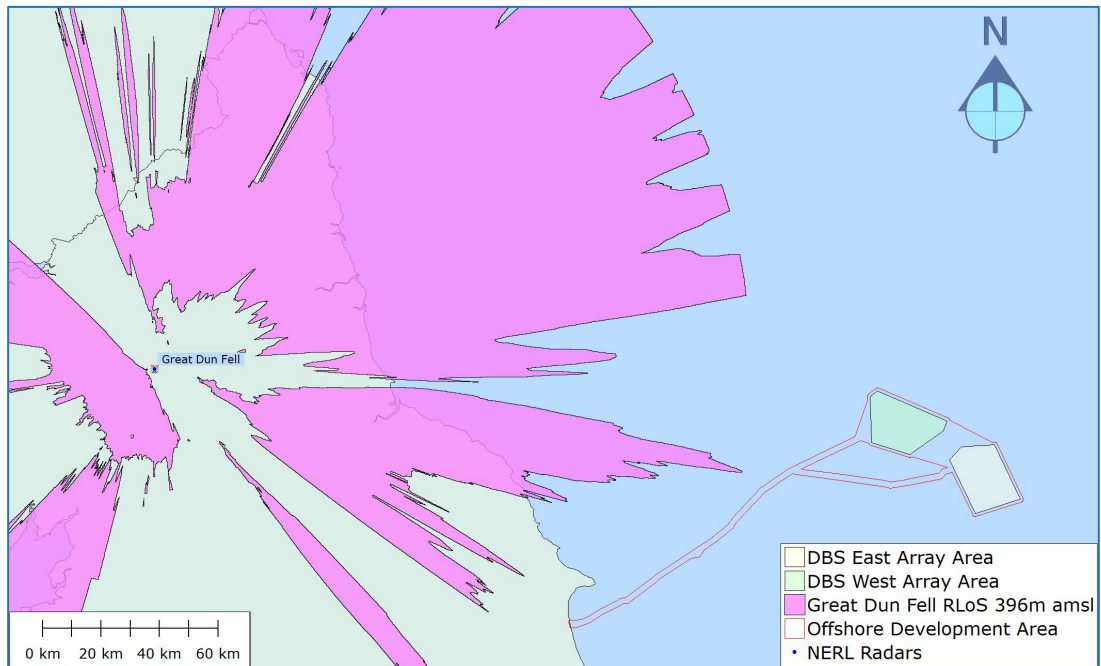 N
Great Dun Fell
DBS East Array Area
DBS West Array Area
Great Dun Fell RLoS 396m amsl
Offshore Development Area
NERL Radars
0 km 20 km 40 km 60 km